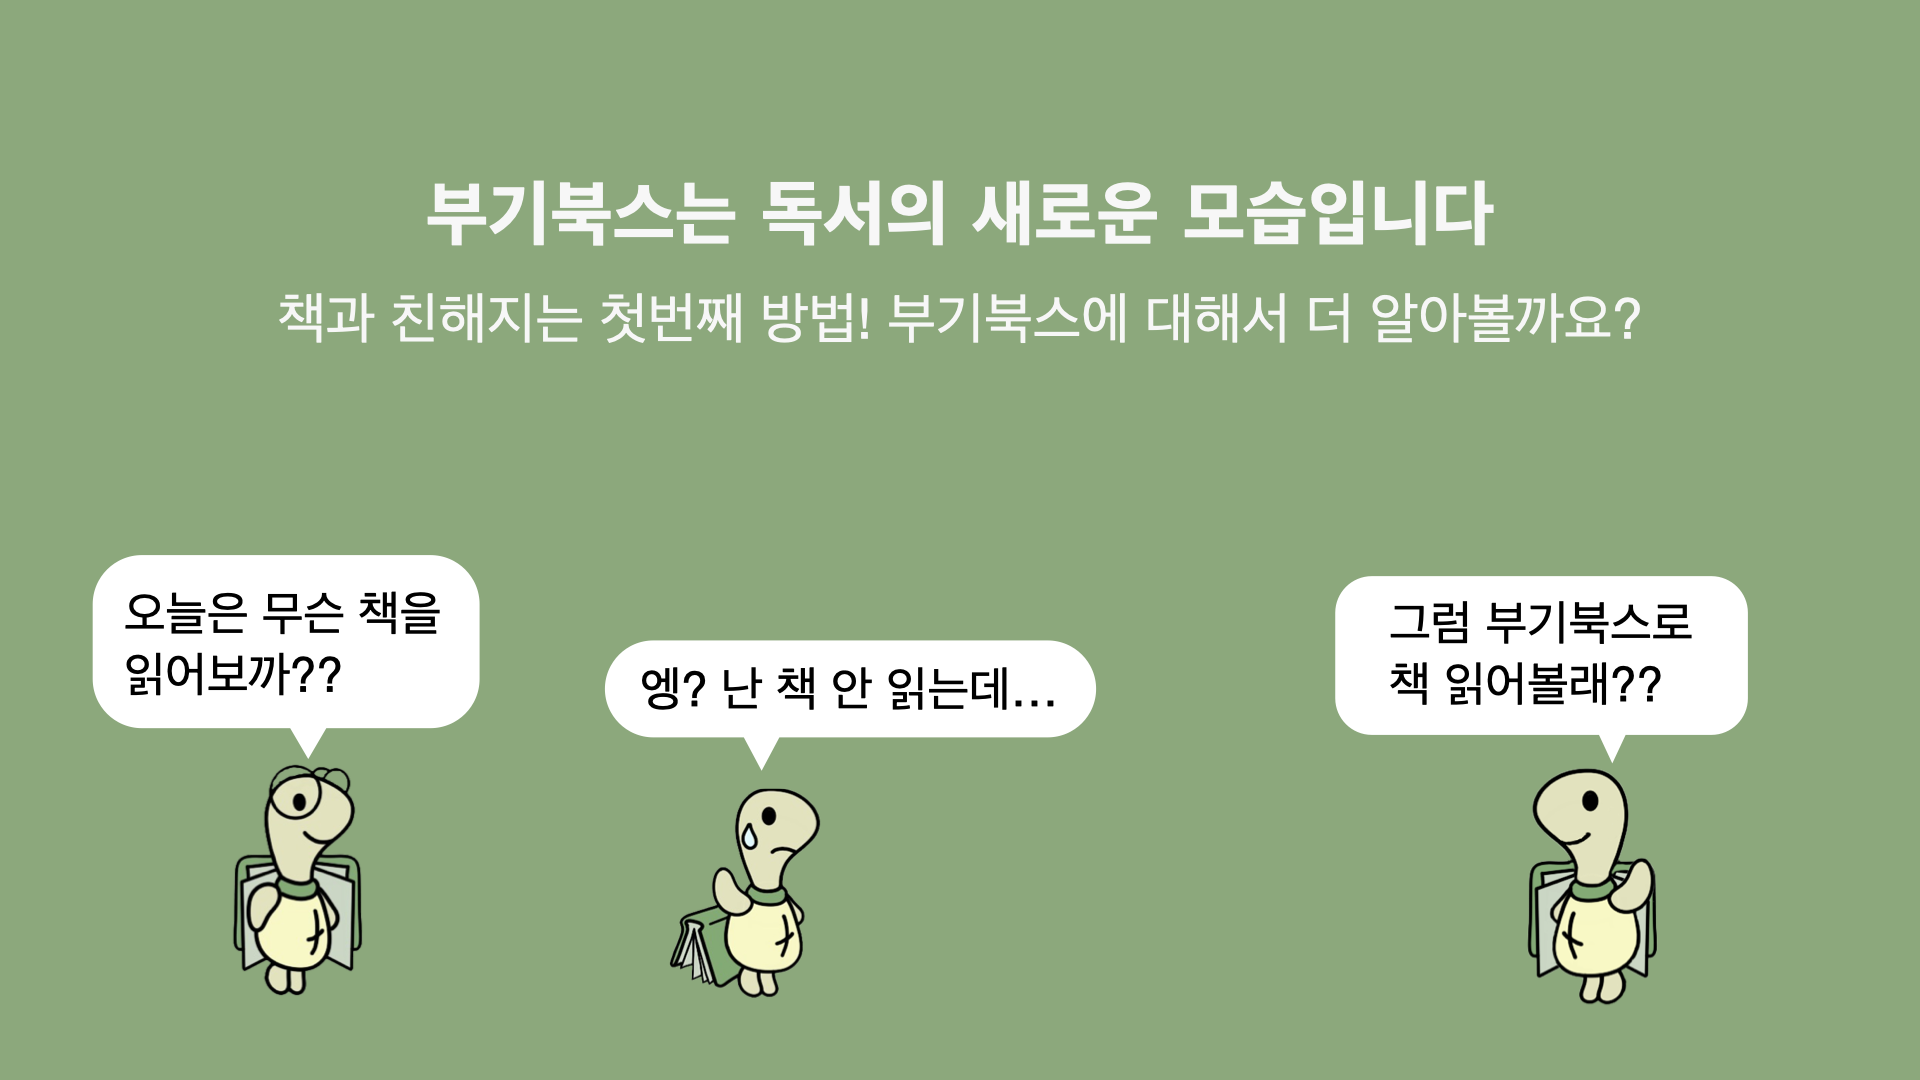 부기북스는 독서의 새로운 모습입니다
책과 친해지는 첫번째 방법! 부기북스에 대해서 더 알아볼까요?
오늘은 무슨 책을
읽어보까??
엥? 난 책 안 읽는데...
그럼 부기북스로
책 읽어볼래??